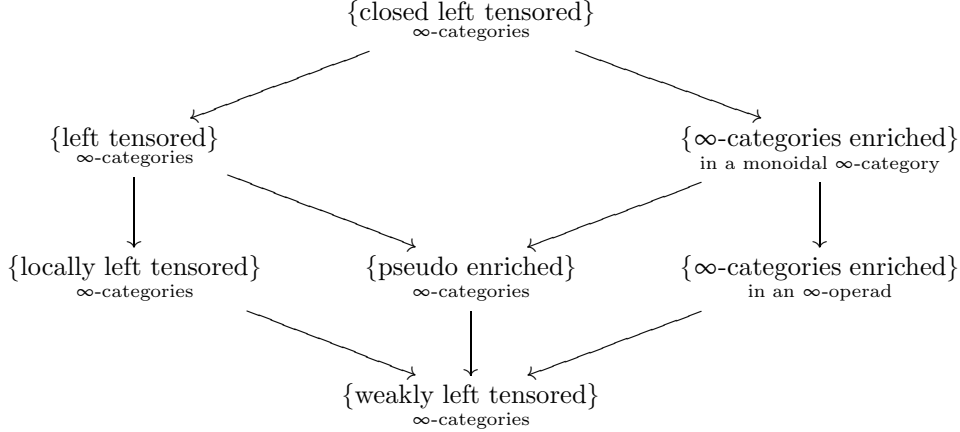 {closed left tensored}
∞-categories
{left tensored}
∞-categories
{∞-categories enriched}
in a monoidal ∞-category
{locally left tensored}
∞-categories
{pseudo enriched}
∞-categories
{∞-categories enriched}
in an ∞-operad
{weakly left tensored}
∞-categories